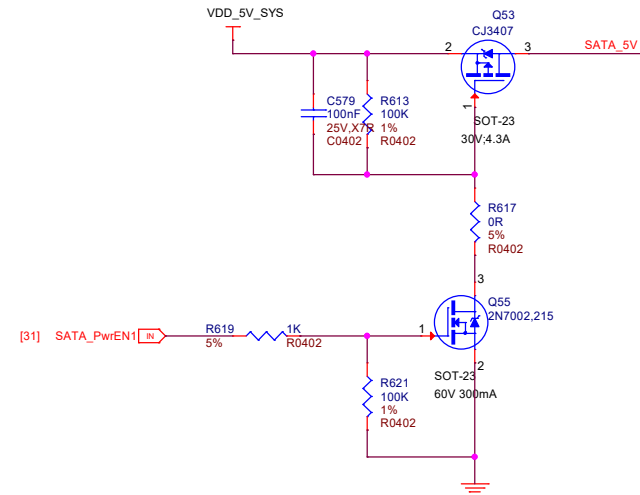 VDD_5V_SYS
Q53
CJ3407
2
3
SATA_5V
1
SOT-23
30V;4.3A
C579
100nF
25V,X7R
C0402
R613
100K
1%
R0402
R617
0R
5%
R0402
3
Q55
2N7002,215
[31] SATA_PwrEN1 IN
R619 1K
5% R0402
1
2
SOT-23
60V 300mA
R621
100K
1%
R0402